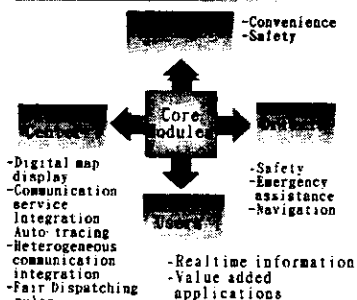 -Convenience
-Safety
Core
Modules
Center
-Digital map
display
-Communication
service
Integration
Auto-tracing
-Heterogeneous
communication
integration
-Fair Dispatching
-Safety
-Emergency
assistance
-Navigation
Users
-Realtime information
-Value added
applications